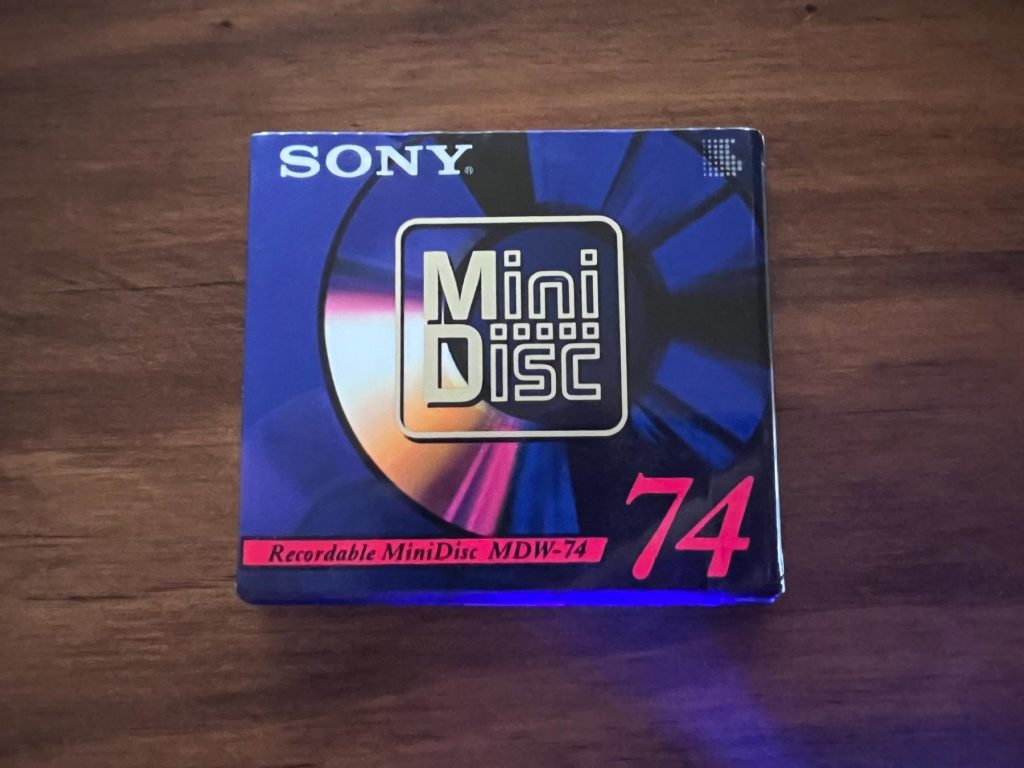 SONY®
Mini
Disc
74
Recordable MiniDisc MDW-74